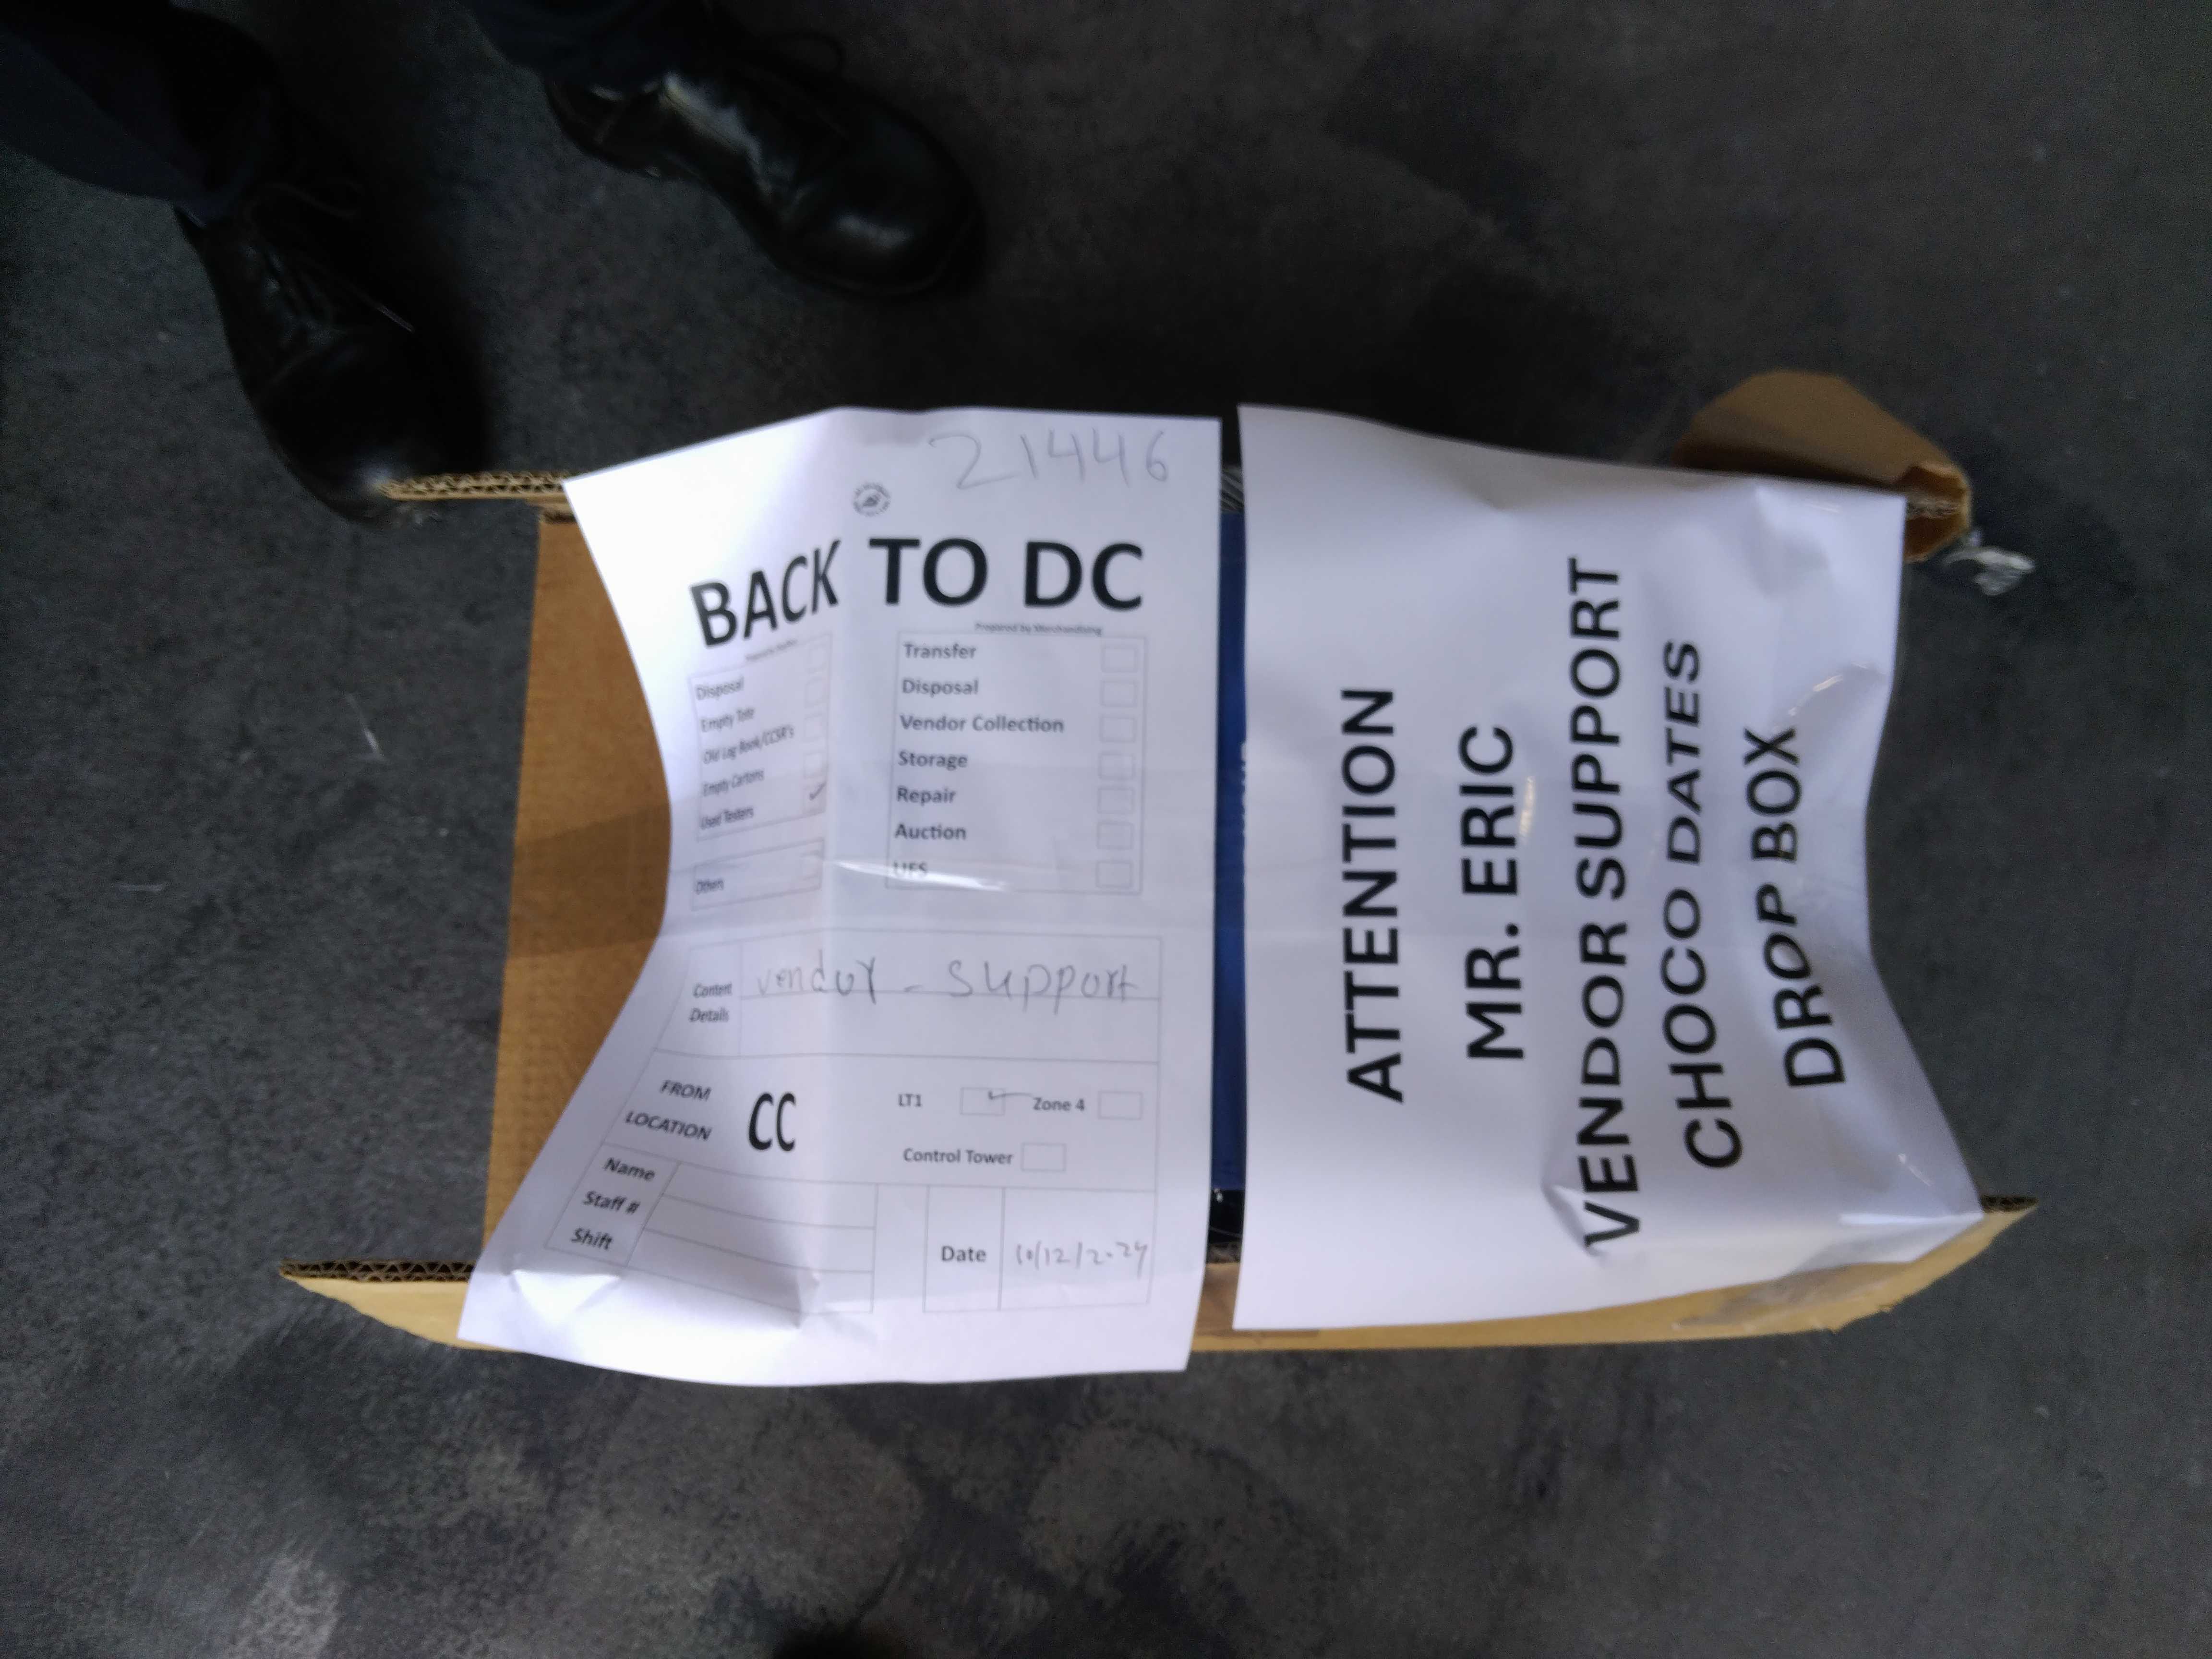 21446
BACK TO DC
Prepared by Merchandising
Disposal
Empty Tote
Old Log Book/CCSR's
Empty Cartons
Used Testers
Others
Transfer
Disposal
Vendor Collection
Storage
Repair
Auction
UFS
Content Details
vendor - support
FROM LOCATION
CC
LT1
Zone 4
Control Tower
Name
Staff #
Shift
Date
10/12/2024
ATTENTION
MR. ERIC
VENDOR SUPPORT
CHOCO DATES
DROP BOX